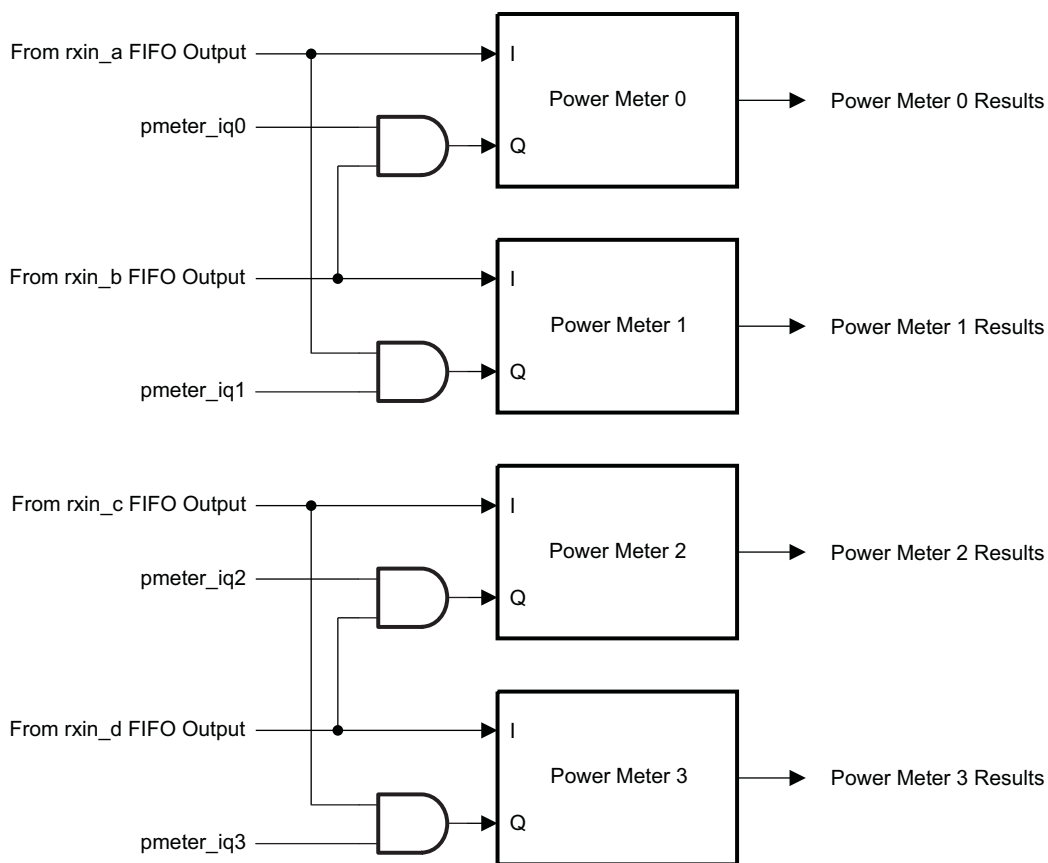 From rxin_a FIFO Output
I
Power Meter 0
Power Meter 0 Results
pmeter_iq0
Q
From rxin_b FIFO Output
I
Power Meter 1
Power Meter 1 Results
pmeter_iq1
Q
From rxin_c FIFO Output
I
Power Meter 2
Power Meter 2 Results
pmeter_iq2
Q
From rxin_d FIFO Output
I
Power Meter 3
Power Meter 3 Results
pmeter_iq3
Q